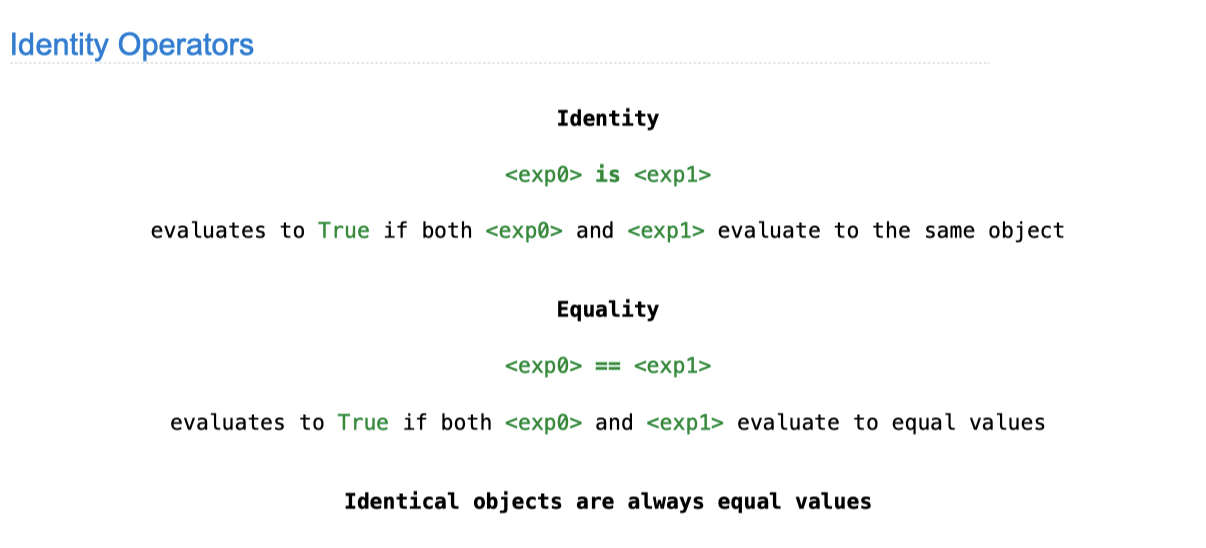 Identity Operators
Identity
<exp0> is <exp1>
evaluates to True if both <exp0> and <exp1> evaluate to the same object
Equality
<exp0> == <exp1>
evaluates to True if both <exp0> and <exp1> evaluate to equal values
Identical objects are always equal values